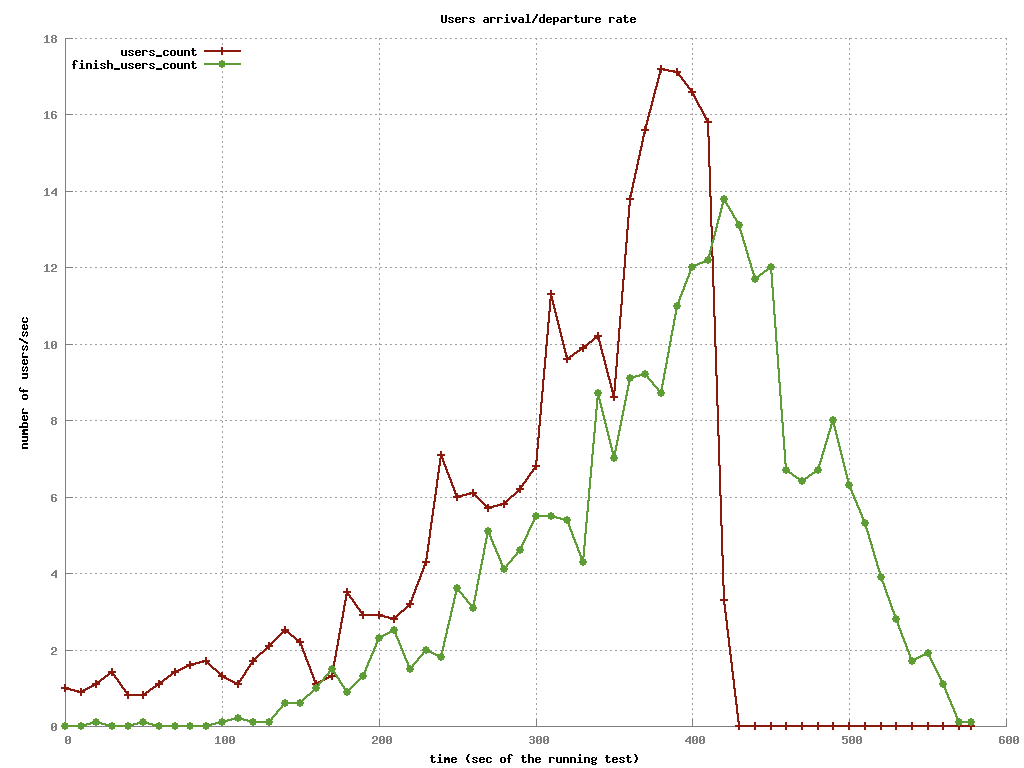 Users arrival/departure rate
users_count
finish_users_count
18
16
14
12
10
8
6
4
2
0
number of users/sec
0 100 200 300 400 500 600
time (sec of the running test)